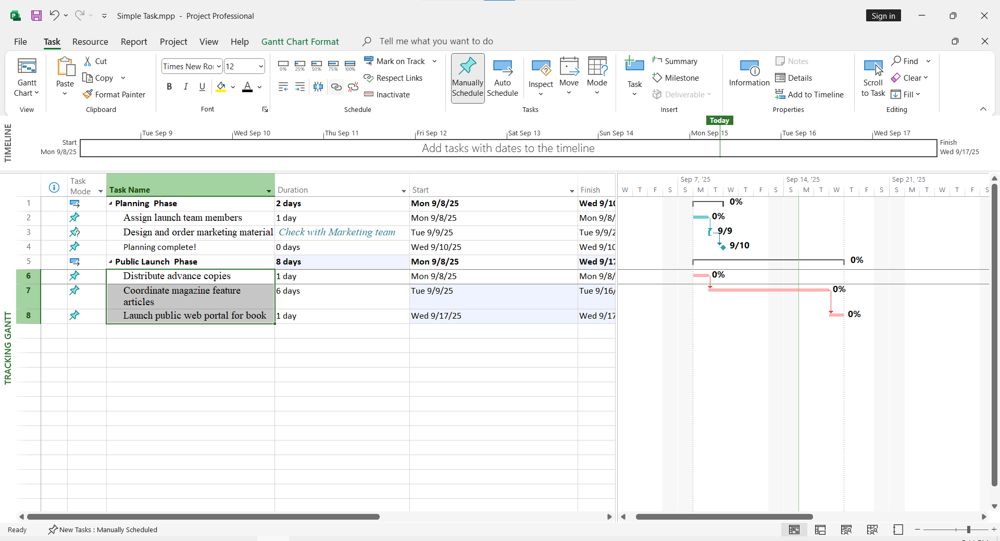 Simple Task.mpp - Project Professional
Sign in
File Task Resource Report Project View Help Gantt Chart Format Tell me what you want to do
Gantt Chart
View
Paste
Cut
Copy
Format Painter
Clipboard
Times New Ro 12
B I U A
Font
0% 25% 50% 75% 100%
Mark on Track
Respect Links
Inactivate
Schedule
Manually Schedule
Auto Schedule
Inspect
Move
Mode
Tasks
Task
Summary
Milestone
Deliverable
Insert
Information
Notes
Details
Add to Timeline
Properties
Scroll to Task
Find
Clear
Fill
Editing
TIMELINE
Today
Tue Sep 9 Wed Sep 10 Thu Sep 11 Fri Sep 12 Sat Sep 13 Sun Sep 14 Mon Sep 15 Tue Sep 16 Wed Sep 17
Start
Mon 9/8/25
Add tasks with dates to the timeline
Finish
Wed 9/17/25
TRACKING GANTT
Task Mode Task Name Duration Start Finish
1 Planning Phase 2 days Mon 9/8/25 Wed 9/10
2 Assign launch team members 1 day Mon 9/8/25 Mon 9/8/
3 Design and order marketing material Check with Marketing team Tue 9/9/25 Tue 9/9/2
4 Planning complete! 0 days Wed 9/10/25 Wed 9/10
5 Public Launch Phase 8 days Mon 9/8/25 Wed 9/17
6 Distribute advance copies 1 day Mon 9/8/25 Mon 9/8/
7 Coordinate magazine feature articles 6 days Tue 9/9/25 Tue 9/16/
8 Launch public web portal for book 1 day Wed 9/17/25 Wed 9/17
Sep 7, '25 Sep 14, '25 Sep 21, '25
W T F S S M T W T F S S M T W T F S S M T W T F S
0%
0%
9/9
9/10
0%
0%
0%
0%
Ready New Tasks : Manually Scheduled